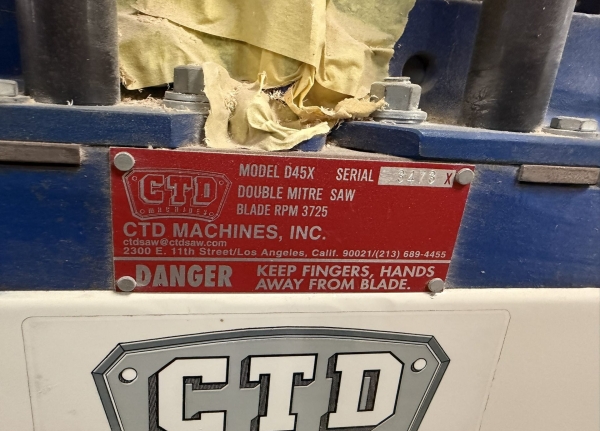 CTD
MACHINES
MODEL D45X SERIAL X
DOUBLE MITRE SAW
BLADE RPM 3725
CTD MACHINES, INC.
ctdsaw@ctdsaw.com
2300 E. 11th Street/Los Angeles, Calif. 90021/(213) 689-4455
DANGER KEEP FINGERS, HANDS
AWAY FROM BLADE.
CTD